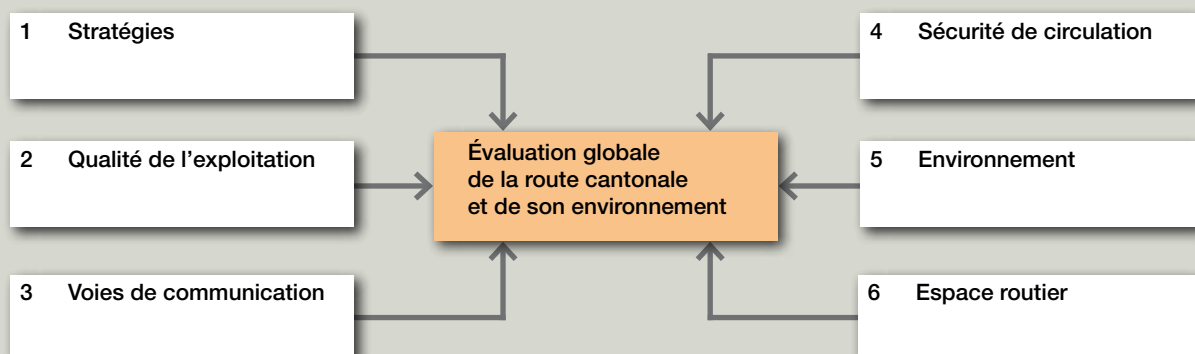 1 Stratégies
2 Qualité de l’exploitation
3 Voies de communication
Évaluation globale
de la route cantonale
et de son environnement
4 Sécurité de circulation
5 Environnement
6 Espace routier